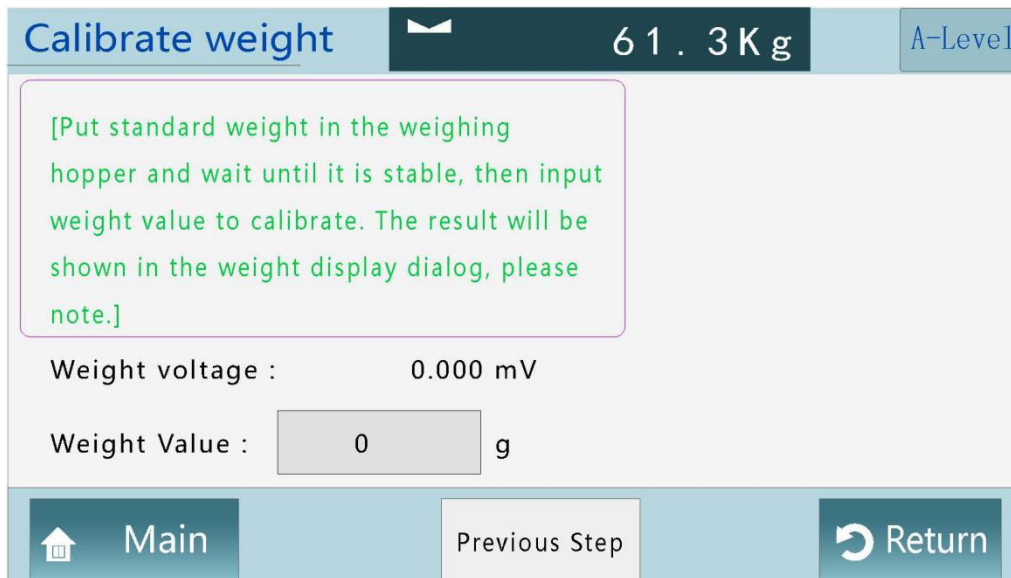 Calibrate weight
61.3Kg
A-Level
[Put standard weight in the weighing
hopper and wait until it is stable, then input
weight value to calibrate. The result will be
shown in the weight display dialog, please
note.]
Weight voltage : 0.000 mV
Weight Value : 0 g
Main
Previous Step
Return